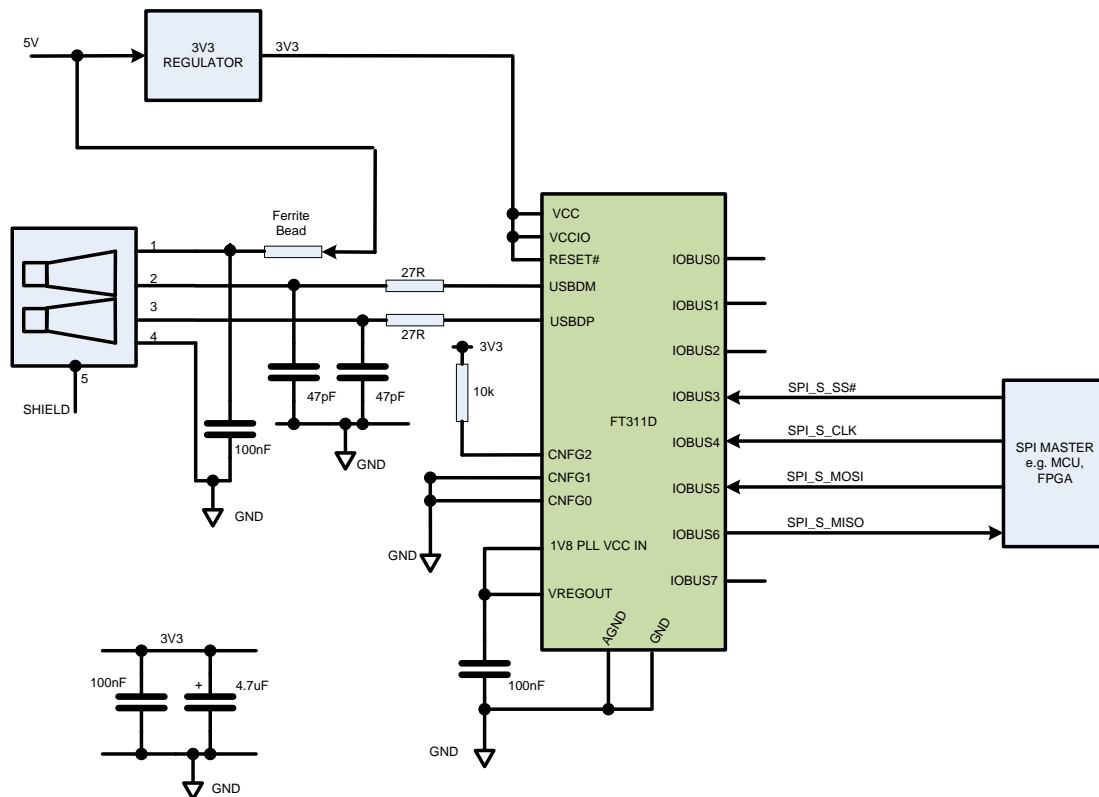 5V
3V3
REGULATOR
3V3
Ferrite
Bead
1
2
3
4
5
SHIELD
27R
27R
47pF
47pF
100nF
GND
GND
3V3
10k
GND
VCC
VCCIO
RESET#
USBDM
USBDP
CNFG2
CNFG1
CNFG0
1V8 PLL VCC IN
VREGOUT
AGND
GND
FT311D
IOBUS0
IOBUS1
IOBUS2
IOBUS3
IOBUS4
IOBUS5
IOBUS6
IOBUS7
SPI_S_SS#
SPI_S_CLK
SPI_S_MOSI
SPI_S_MISO
SPI MASTER
e.g. MCU,
FPGA
100nF
GND
3V3
100nF
+
4.7uF
GND